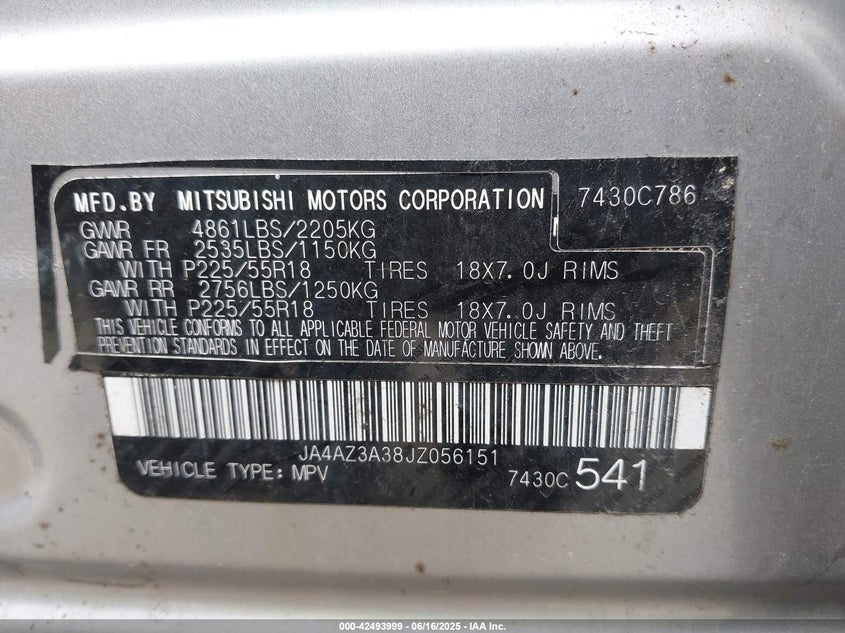 MFD.BY MITSUBISHI MOTORS CORPORATION 7430C786
GWWR 4861LBS/2205KG
GAWR FR 2535LBS/1150KG
WITH P225/55R18 TIRES 18X7.0J RIMS
GAWR RR 2756LBS/1250KG
WITH P225/55R18 TIRES 18X7.0J RIMS
THIS VEHICLE CONFORMS TO ALL APPLICABLE FEDERAL MOTOR VEHICLE SAFETY AND THEFT
PREVENTION STANDARDS IN EFFECT ON THE DATE OF MANUFACTURE SHOWN ABOVE.
JA4AZ3A38JZ056151
VEHICLE TYPE: MPV 7430C 541
000-42493999 - 06/16/2025 - IAA Inc.